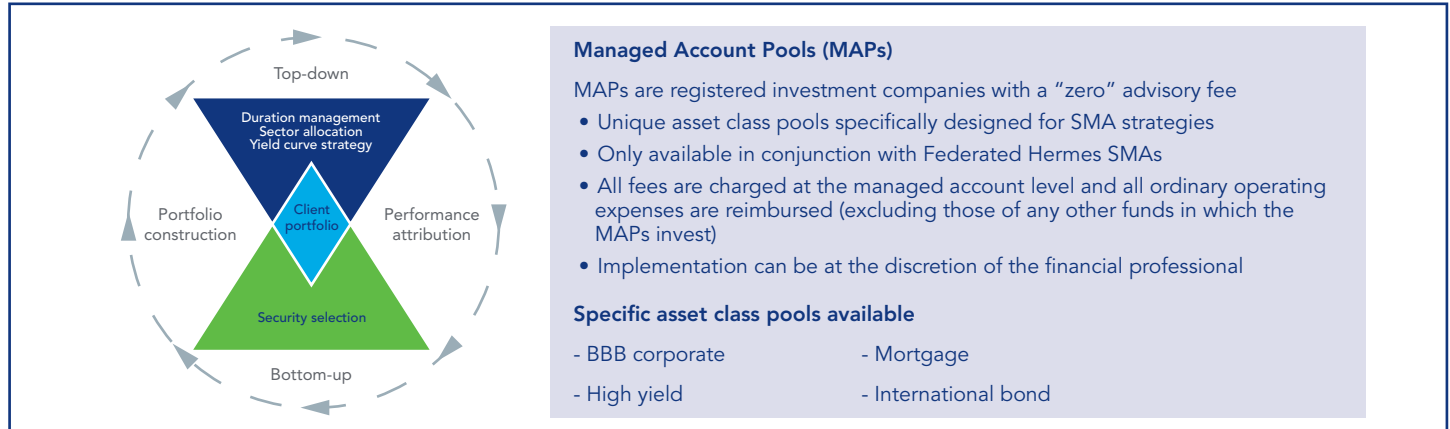 Top-down
Duration management
Sector allocation
Yield curve strategy
Client
portfolio
Portfolio
construction
Performance
attribution
Security selection
Bottom-up
Managed Account Pools (MAPs)
MAPs are registered investment companies with a “zero” advisory fee
• Unique asset class pools specifically designed for SMA strategies
• Only available in conjunction with Federated Hermes SMAs
• All fees are charged at the managed account level and all ordinary operating
expenses are reimbursed (excluding those of any other funds in which the
MAPs invest)
• Implementation can be at the discretion of the financial professional
Specific asset class pools available
- BBB corporate - Mortgage
- High yield - International bond